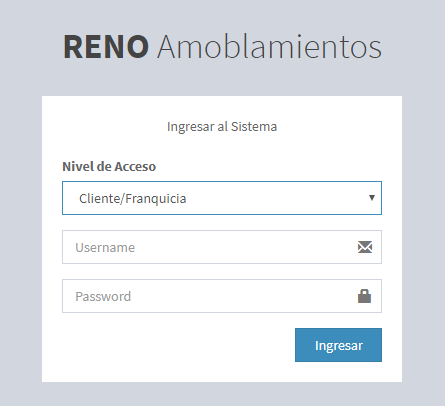 RENO Amoblamientos
Ingresar al Sistema
Nivel de Acceso
Cliente/Franquicia
Username
Password
Ingresar